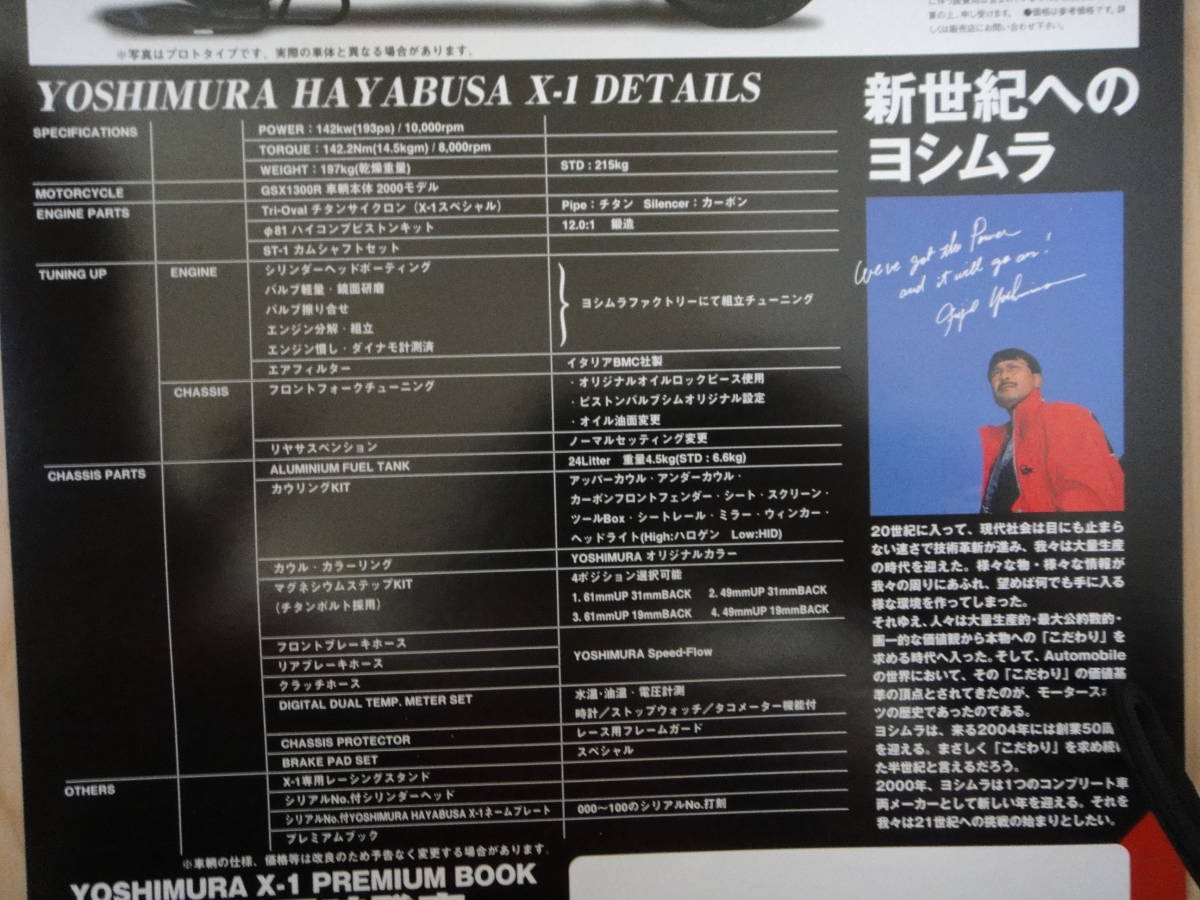 ※写真はプロトタイプです。実際の車体と異なる場合があります。
算の上、申し受けます。 ●価格は参考価格です。詳
しくは販売店にお問い合わせ下さい。
YOSHIMURA HAYABUSA X-1 DETAILS
SPECIFICATIONS
POWER：142kw(193ps) / 10,000rpm
TORQUE：142.2Nm(14.5kgm) / 8,000rpm
WEIGHT：197kg(乾燥重量) STD : 215kg
MOTORCYCLE GSX1300R 車輌本体 2000モデル
ENGINE PARTS Tri-Oval チタンサイクロン（X-1スペシャル） Pipe：チタン Silencer：カーボン
φ81 ハイコンプピストンキット 12.0:1 鍛造
ST-1 カムシャフトセット
TUNING UP ENGINE シリンダーヘッドポーティング
バルブ軽量・鏡面研磨
バルブ擦り合せ
エンジン分解・組立
エンジン慣し・ダイナモ計測済
ヨシムラファクトリーにて組立チューニング
エアフィルター イタリアBMC社製
CHASSIS フロントフォークチューニング ・オリジナルオイルロックピース使用
・ピストンバルブシムオリジナル設定
・オイル油面変更
リヤサスペンション ノーマルセッティング変更
CHASSIS PARTS ALUMINIUM FUEL TANK 24Litter 重量4.5kg(STD : 6.6kg)
カウリングKIT アッパーカウル・アンダーカウル・
カーボンフロントフェンダー・シート・スクリーン・
ツールBox・シートレール・ミラー・ウィンカー・
ヘッドライト(High:ハロゲン Low:HID)
カウル・カラーリング YOSHIMURA オリジナルカラー
マグネシウムステップKIT 4ポジション選択可能
（チタンボルト採用） 1. 61mmUP 31mmBACK 2. 49mmUP 31mmBACK
3. 61mmUP 19mmBACK 4. 49mmUP 19mmBACK
フロントブレーキホース
リアブレーキホース YOSHIMURA Speed-Flow
クラッチホース
DIGITAL DUAL TEMP. METER SET 水温・油温・電圧計測
時計／ストップウォッチ／タコメーター機能付
CHASSIS PROTECTOR レース用フレームガード
BRAKE PAD SET スペシャル
OTHERS X-1専用レーシングスタンド
シリアルNo.付シリンダーヘッド
シリアルNo.付YOSHIMURA HAYABUSA X-1ネームプレート 000〜100のシリアルNo.打刻
プレミアムブック
※車輌の仕様、価格等は改良のため予告なく変更する場合があります。
YOSHIMURA X-1 PREMIUM BOOK
新世紀への
ヨシムラ
We've got the Power
and it will go on!
Fujio Yoshimura
20世紀に入って、現代社会は目にも止まら
ない速さで技術革新が進み、我々は大量生産
の時代を迎えた。様々な物・様々な情報が
我々の周りにあふれ、望めば何でも手に入る
様な環境を作ってしまった。
それゆえ、人々は大量生産的・最大公約数的・
画一的な価値観から本物への「こだわり」を
求める時代へ入った。そして、Automobile
の世界において、その「こだわり」の価値基
準の頂点とされてきたのが、モータース
ツの歴史であったのである。
ヨシムラは、来る2004年には創業50周
を迎える。まさしく「こだわり」を求め続け
た半世紀と言えるだろう。
2000年、ヨシムラは1つのコンプリート車
両メーカーとして新しい年を迎える。それを
我々は21世紀への挑戦の始まりとしたい。